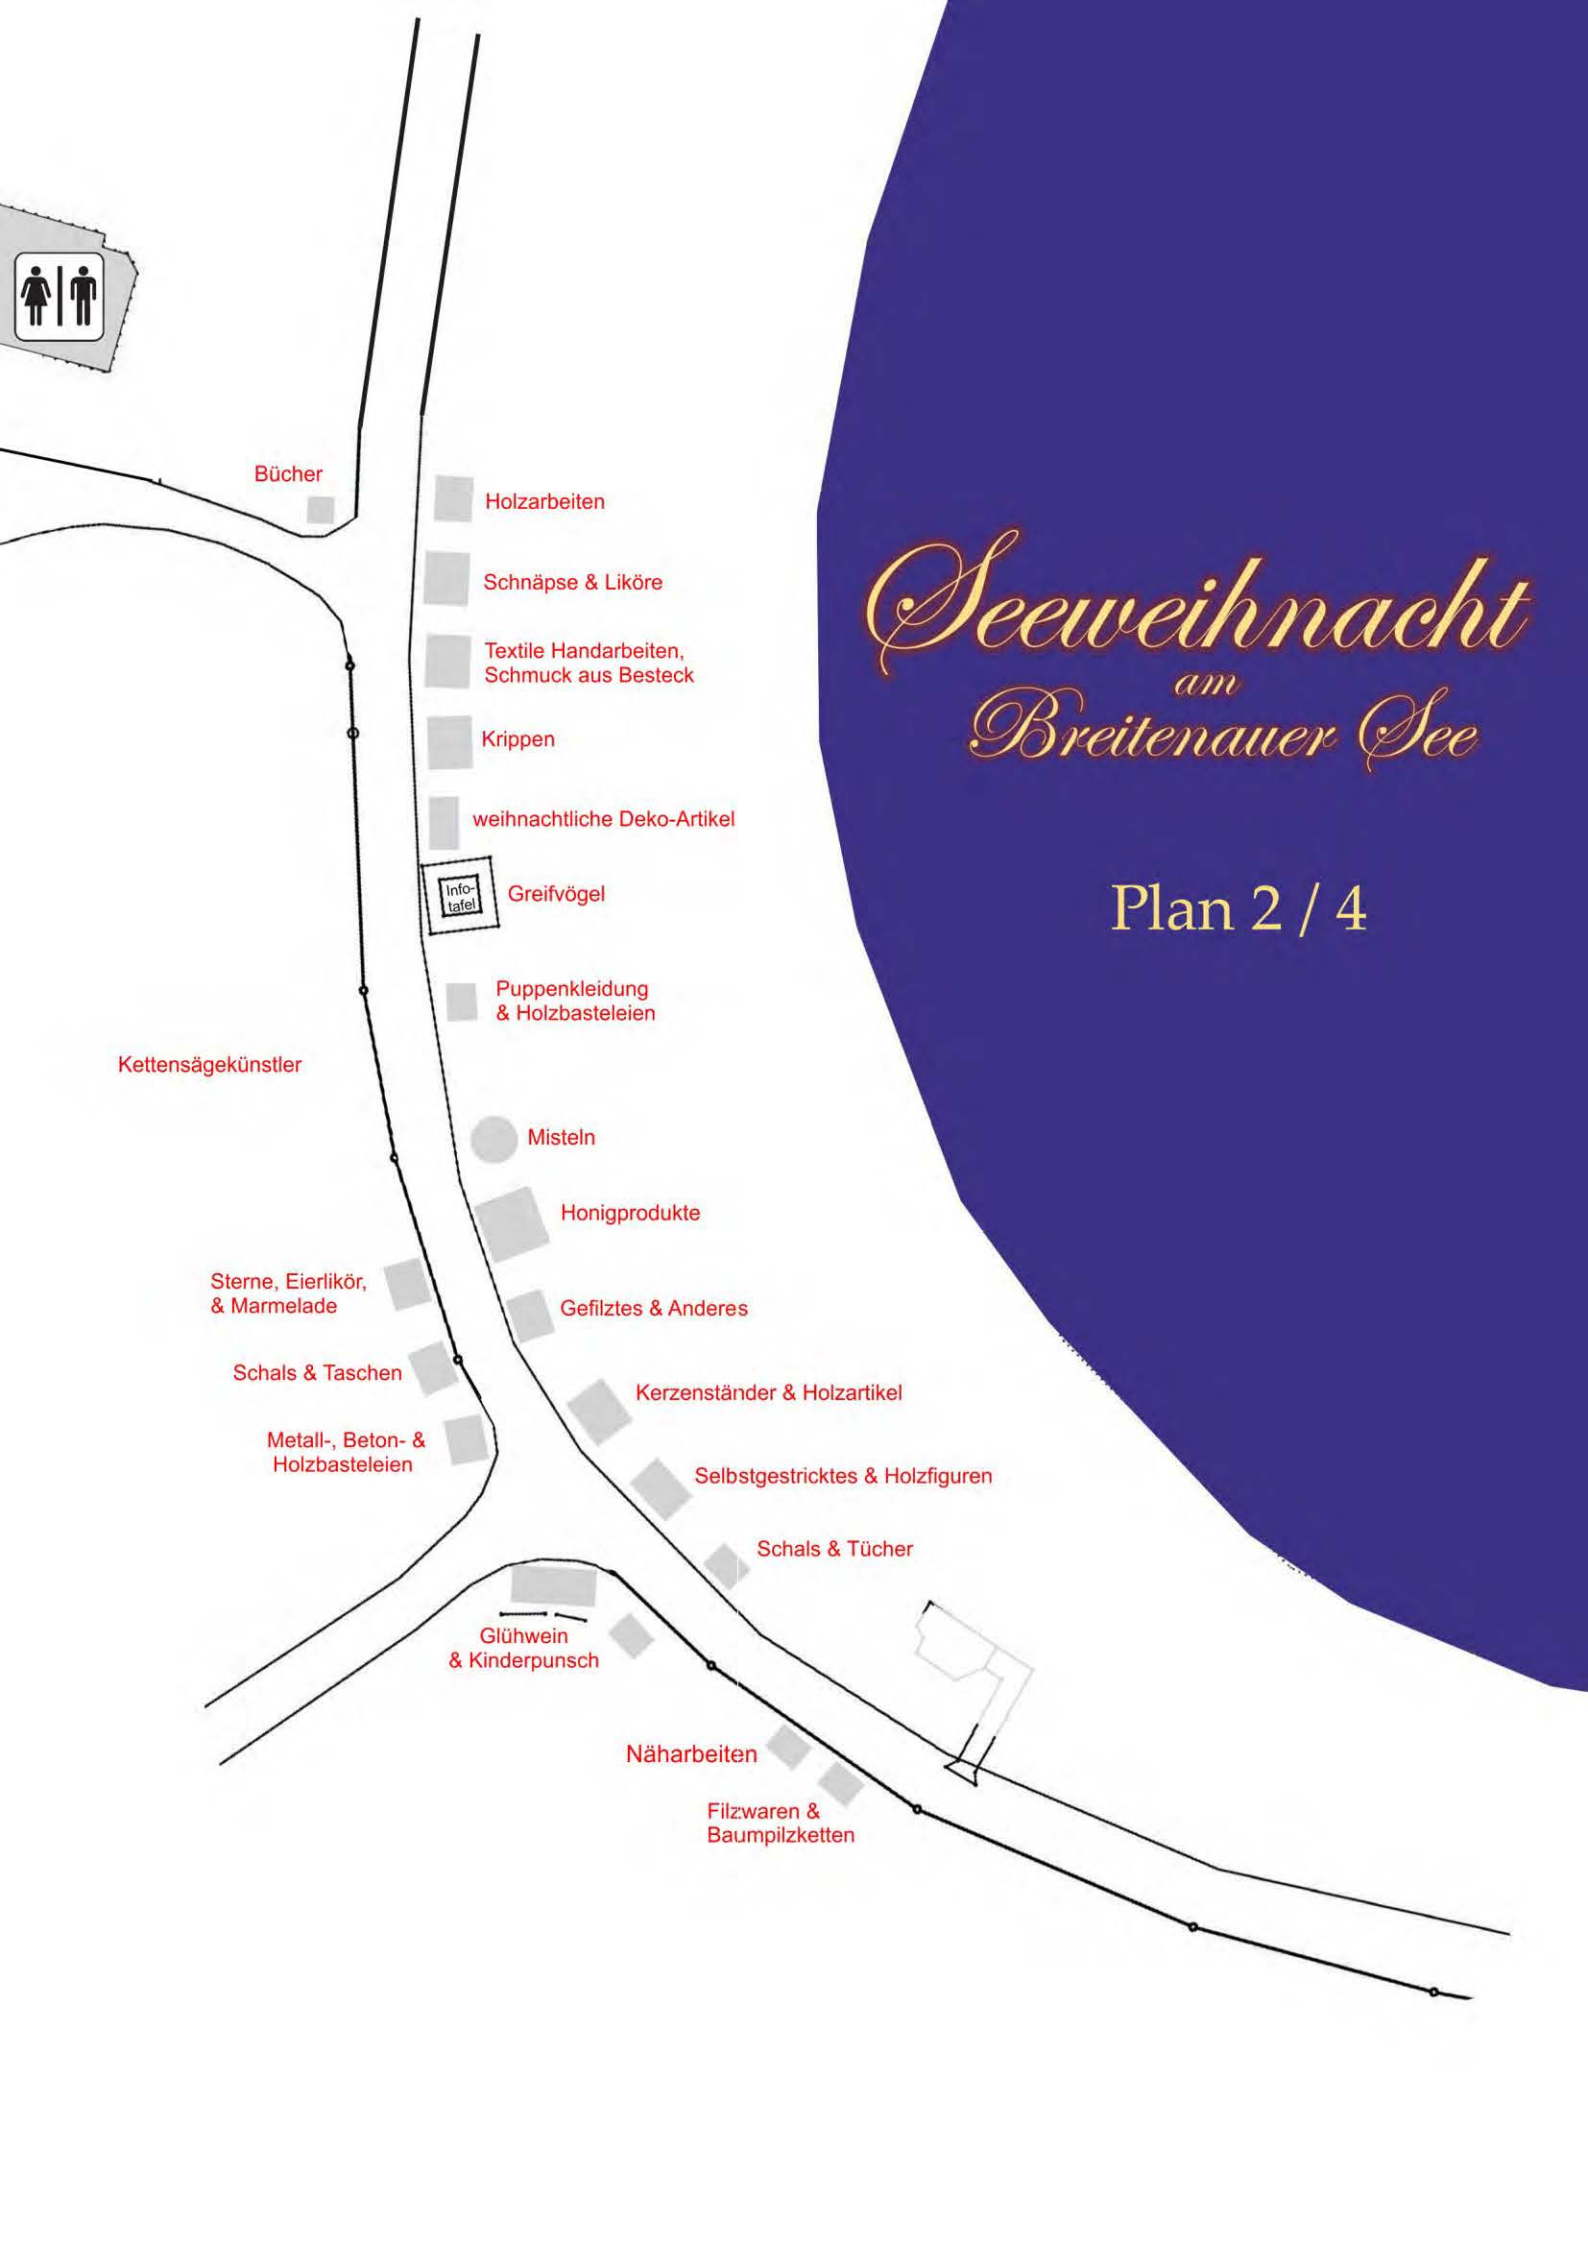 Bücher
Holzarbeiten
Schnäpse & Liköre
Seeweihnacht
am
Breitenauer See
Textile Handarbeiten,
Schmuck aus Besteck
Krippen
weihnachtliche Deko-Artikel
Info-
tafel
Greifvögel
Plan 2 / 4
Puppenkleidung
& Holzbasteleien
Kettensägekünstler
Misteln
Honigprodukte
Sterne, Eierlikör,
& Marmelade
Gefilztes & Anderes
Schals & Taschen
Kerzenständer & Holzartikel
Metall-, Beton- &
Holzbasteleien
Selbstgestricktes & Holzfiguren
Schals & Tücher
Glühwein
& Kinderpunsch
Näharbeiten
Filzwaren &
Baumpilzketten